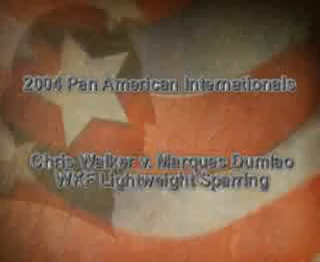 2004 Pan American Internationals
Chris Walker v. Marques Dumlao
WKF Lightweight Sparring